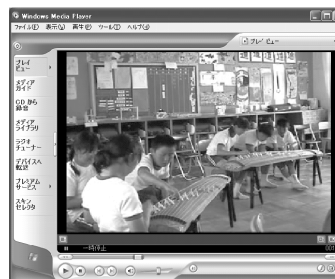 Windows Media Player
ファイル(F) 表示(V) 再生(P) ツール(T) ヘルプ(H)
プレイ ビュー
プレイ
ビュー
メディア
ガイド
CD から
録音
メディア
ライブラリ
ラジオ
チューナー
デバイスへ
転送
プレミアム
サービス
スキン
セレクタ
一時停止